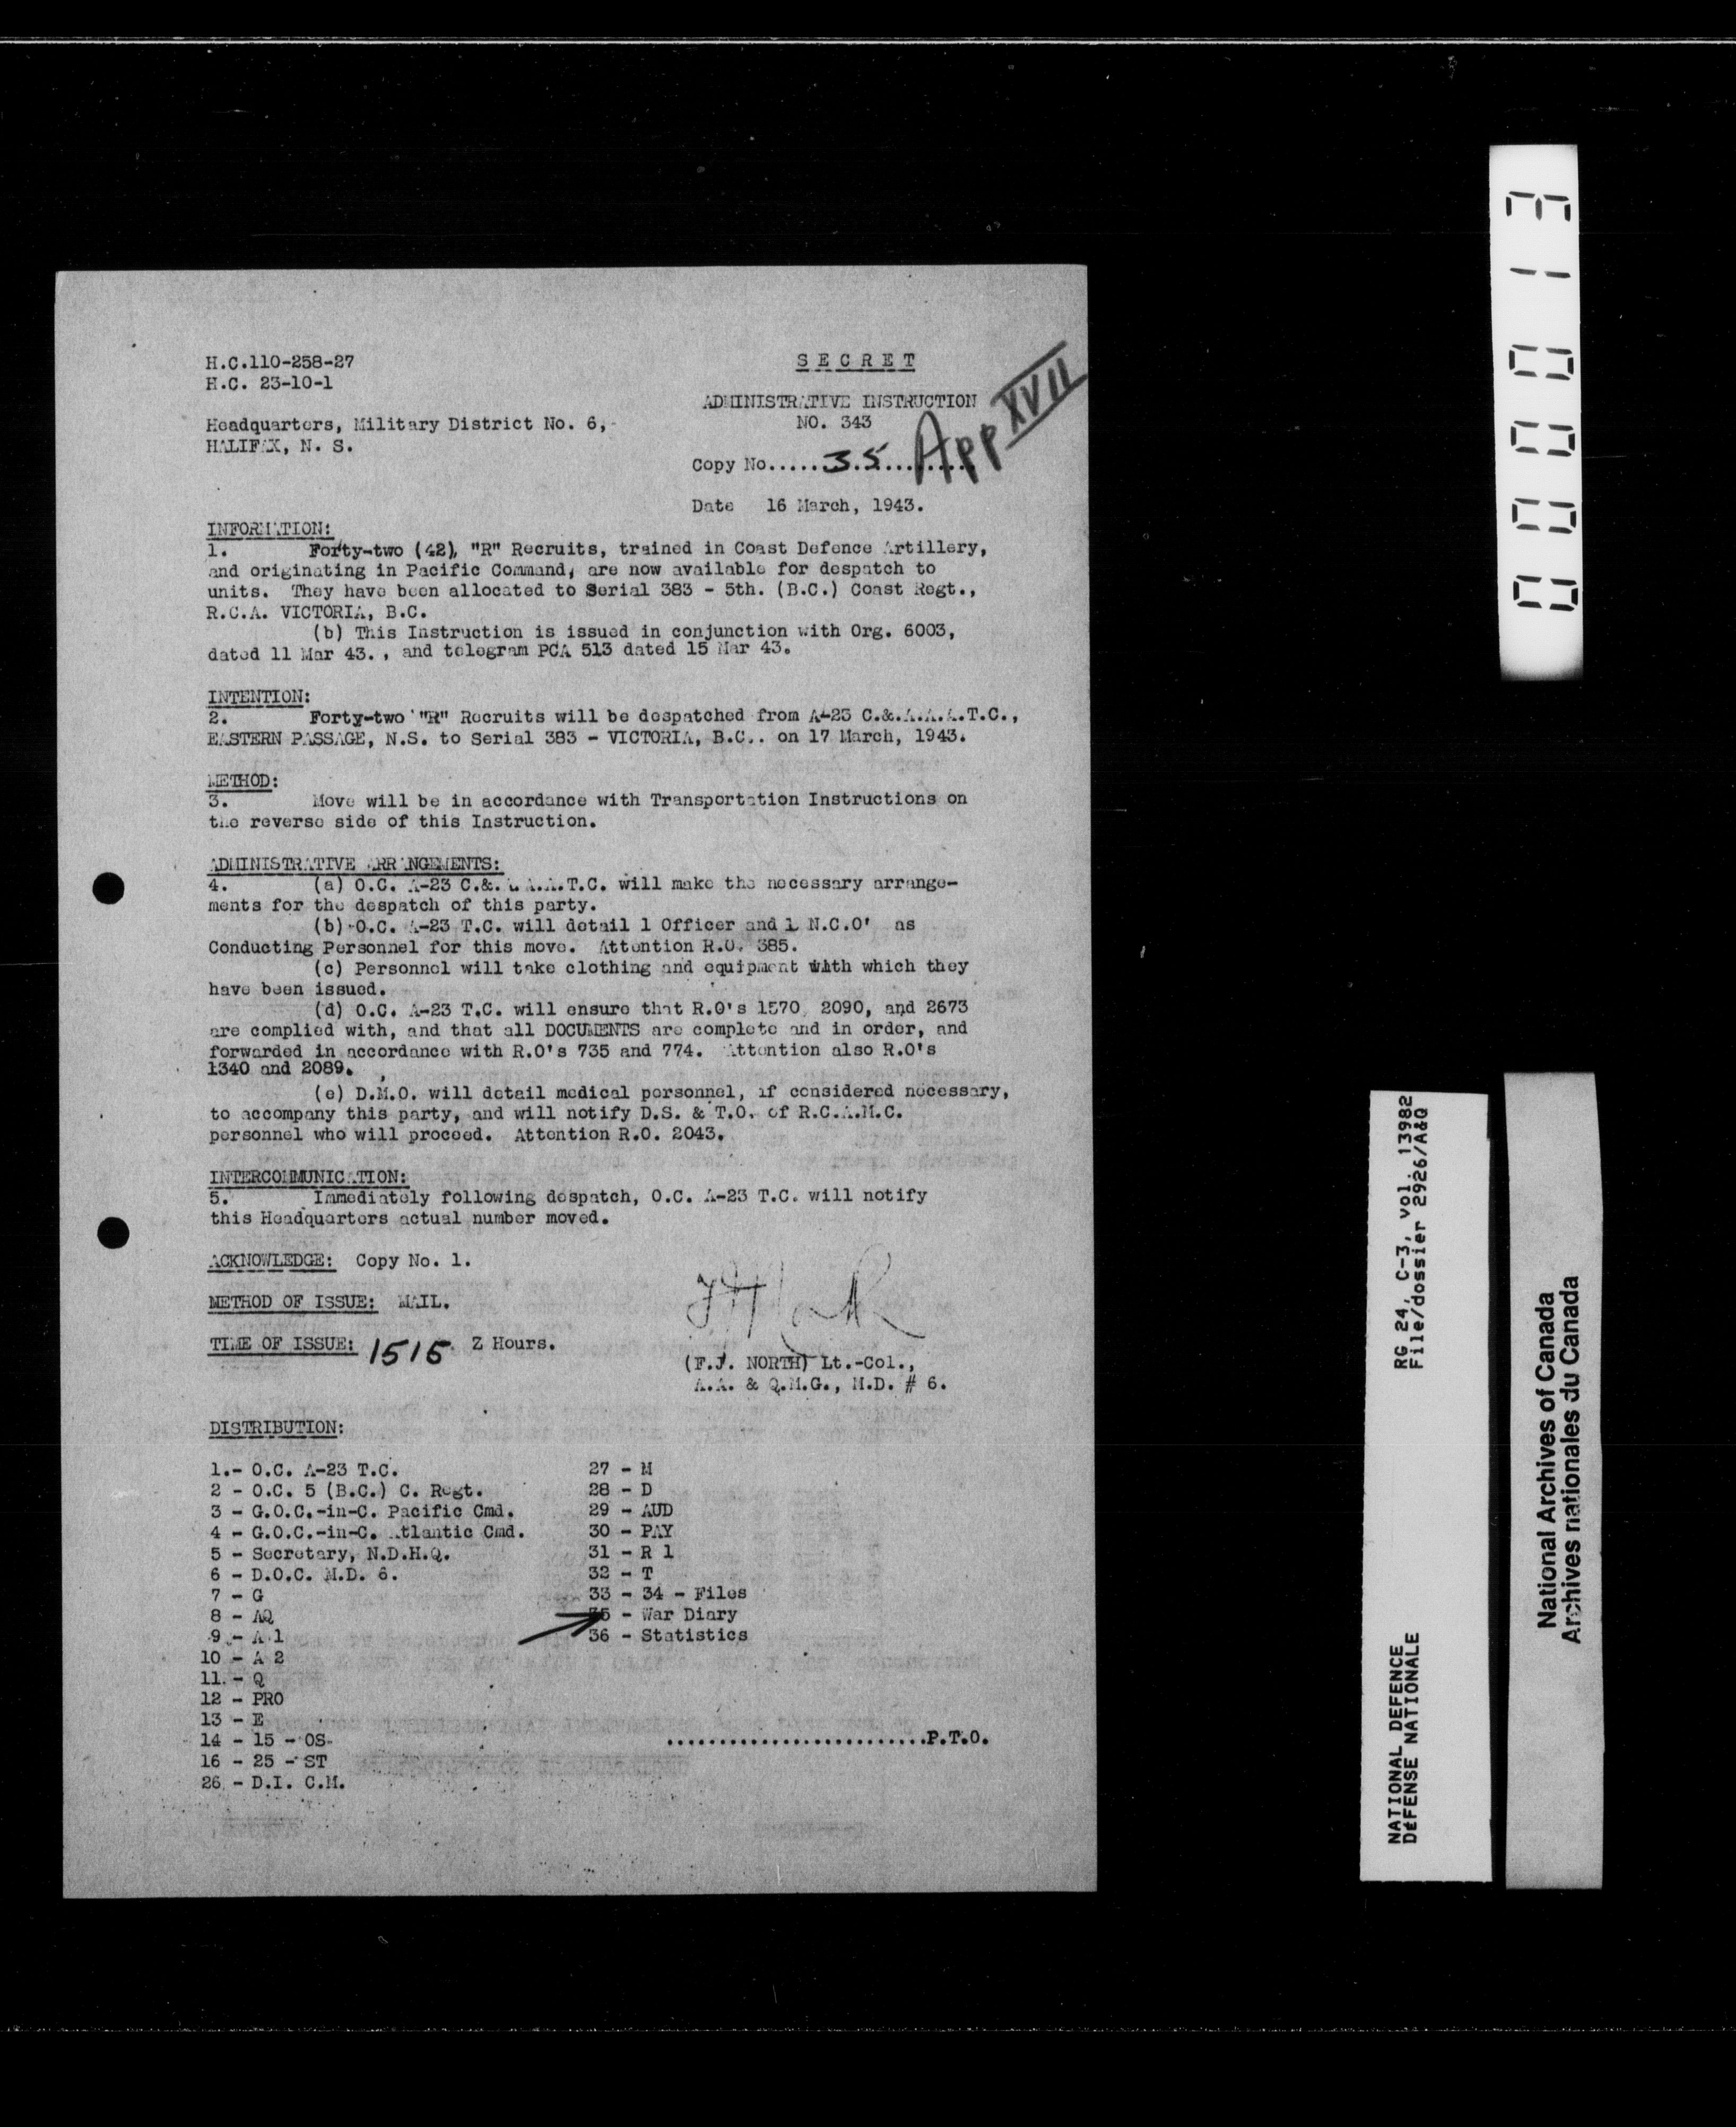 H.C.110-258-27
H.C. 23-10-1
Headquarters, Military District No. 6,
HALIFAX, N. S.
S E C R E T
ADMINISTRATIVE INSTRUCTION
NO. 343
App XVII
Copy No.....35.........
Date 16 March, 1943.
INFORMATION:
1. Forty-two (42), "R" Recruits, trained in Coast Defence Artillery,
and originating in Pacific Command, are now available for despatch to
units. They have been allocated to Serial 383 - 5th. (B.C.) Coast Regt.,
R.C.A. VICTORIA, B.C.
(b) This Instruction is issued in conjunction with Org. 6003,
dated 11 Mar 43., and telegram PCA 513 dated 15 Mar 43.
INTENTION:
2. Forty-two "R" Recruits will be despatched from A-23 C.&.A.A.A.T.C.,
EASTERN PASSAGE, N.S. to Serial 383 - VICTORIA, B.C.. on 17 March, 1943.
METHOD:
3. Move will be in accordance with Transportation Instructions on
the reverse side of this Instruction.
ADMINISTRATIVE ARRANGEMENTS:
4. (a) O.C. A-23 C.&. A.A.T.C. will make the necessary arrange-
ments for the despatch of this party.
(b) O.C. A-23 T.C. will detail 1 Officer and 1 N.C.O' as
Conducting Personnel for this move. Attention R.O. 385.
(c) Personnel will take clothing and equipment with which they
have been issued.
(d) O.C. A-23 T.C. will ensure that R.O's 1570, 2090, and 2673
are complied with, and that all DOCUMENTS are complete and in order, and
forwarded in accordance with R.O's 735 and 774. Attention also R.O's
1340 and 2089.
(e) D.M.O. will detail medical personnel, if considered necessary,
to accompany this party, and will notify D.S. & T.O. of R.C.A.M.C.
personnel who will proceed. Attention R.O. 2043.
INTERCOMMUNICATION:
5. Immediately following despatch, O.C. A-23 T.C. will notify
this Headquarters actual number moved.
ACKNOWLEDGE: Copy No. 1.
METHOD OF ISSUE: MAIL.
TIME OF ISSUE: 1515 Z Hours.
(F.J. NORTH) Lt.-Col.,
A.A. & Q.M.G., M.D. # 6.
DISTRIBUTION:
1.- O.C. A-23 T.C.
2 - O.C. 5 (B.C.) C. Regt.
3 - G.O.C.-in-C. Pacific Cmd.
4 - G.O.C.-in-C. Atlantic Cmd.
5 - Secretary, N.D.H.Q.
6 - D.O.C. M.D. 6.
7 - G
8 - AQ
9 - A 1
10 - A 2
11. - Q
12 - PRO
13 - E
14 - 15 - OS
16 - 25 - ST
26 - D.I. C.M.
27 - M
28 - D
29 - AUD
30 - PAY
31 - R 1
32 - T
33 - 34 - Files
35 - War Diary
36 - Statistics
.........................P.T.O.
00013
RG 24, C-3, vol. 13982
File/dossier 2926/A&Q
NATIONAL DEFENCE
DÉFENSE NATIONALE
National Archives of Canada
Archives nationales du Canada